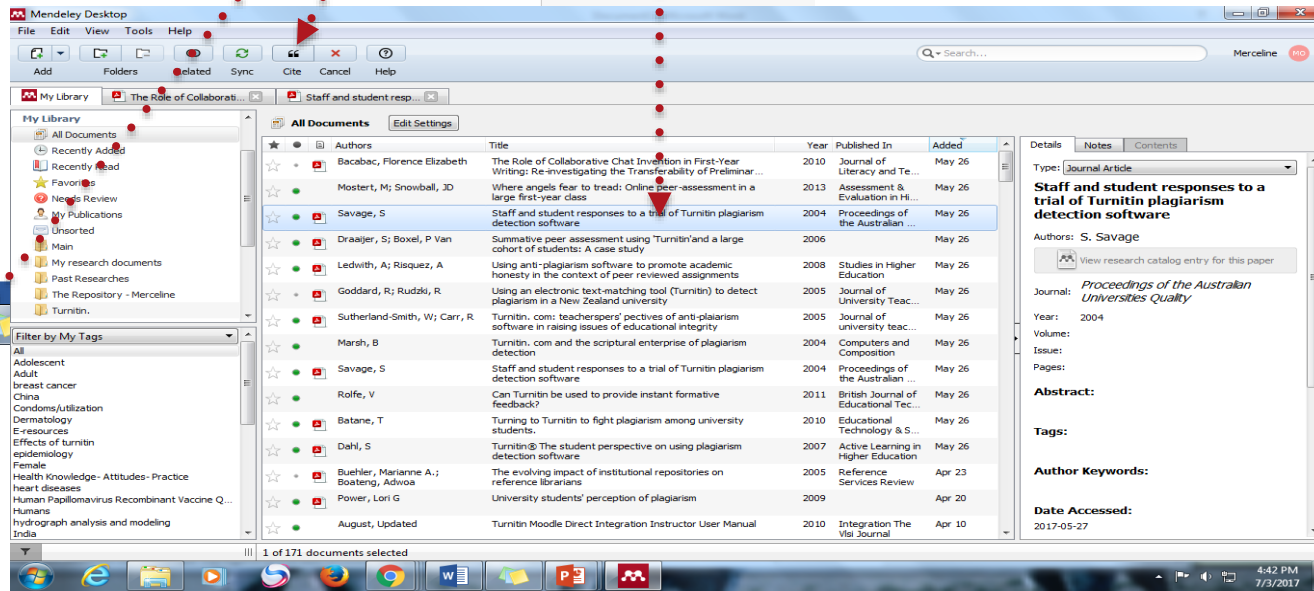 Mendeley Desktop
File Edit View Tools Help
Search...
Merceline MO
Add Folders Related Sync Cite Cancel Help
My Library The Role of Collaborati... Staff and student resp...
My Library
All Documents
Recently Added
Recently Read
Favorites
Needs Review
My Publications
Unsorted
Main
My research documents
Past Researches
The Repository - Merceline
Turnitin.
Filter by My Tags
All
Adolescent
Adult
breast cancer
China
Condoms/utilization
Dermatology
E-resources
Effects of turnitin
epidemiology
Female
Health Knowledge- Attitudes- Practice
heart diseases
Human Papillomavirus Recombinant Vaccine Q...
Humans
hydrograph analysis and modeling
India
All Documents Edit Settings
Authors Title Year Published In Added
Bacabac, Florence Elizabeth The Role of Collaborative Chat Invention in First-Year 2010 Journal of May 26
Writing: Re-investigating the Transferability of Preliminar... Literacy and Te...
Mostert, M; Snowball, JD Where angels fear to tread: Online peer-assessment in a 2013 Assessment & May 26
large first-year class Evaluation in Hi...
Savage, S Staff and student responses to a trial of Turnitin plagiarism 2004 Proceedings of May 26
detection software the Australian ...
Draaijer, S; Boxel, P Van Summative peer assessment using 'Turnitin'and a large 2006 May 26
cohort of students: A case study
Ledwith, A; Risquez, A Using anti-plagiarism software to promote academic 2008 Studies in Higher May 26
honesty in the context of peer reviewed assignments Education
Goddard, R; Rudzki, R Using an electronic text-matching tool (Turnitin) to detect 2005 Journal of May 26
plagiarism in a New Zealand university University Teac...
Sutherland-Smith, W; Carr, R Turnitin. com: teacherspers' pectives of anti-plaiarism 2005 Journal of May 26
software in raising issues of educational integrity university teac...
Marsh, B Turnitin. com and the scriptural enterprise of plagiarism 2004 Computers and May 26
detection Composition
Savage, S Staff and student responses to a trial of Turnitin plagiarism 2004 Proceedings of May 26
detection software the Australian ...
Rolfe, V Can Turnitin be used to provide instant formative 2011 British Journal of May 26
feedback? Educational Tec...
Batane, T Turning to Turnitin to fight plagiarism among university 2010 Educational May 26
students. Technology & S...
Dahl, S Turnitin® The student perspective on using plagiarism 2007 Active Learning in May 26
detection software Higher Education
Buehler, Marianne A.; The evolving impact of institutional repositories on 2005 Reference Apr 23
Boateng, Adwoa reference librarians Services Review
Power, Lori G University students' perception of plagiarism 2009 Apr 20
August, Updated Turnitin Moodle Direct Integration Instructor User Manual 2010 Integration The Apr 10
Vlsi Journal
1 of 171 documents selected
Details Notes Contents
Type: Journal Article
Staff and student responses to a
trial of Turnitin plagiarism
detection software
Authors: S. Savage
View research catalog entry for this paper
Journal: Proceedings of the Australian
Universities Quality
Year: 2004
Volume:
Issue:
Pages:
Abstract:
Tags:
Author Keywords:
Date Accessed:
2017-05-27
4:42 PM
7/3/2017